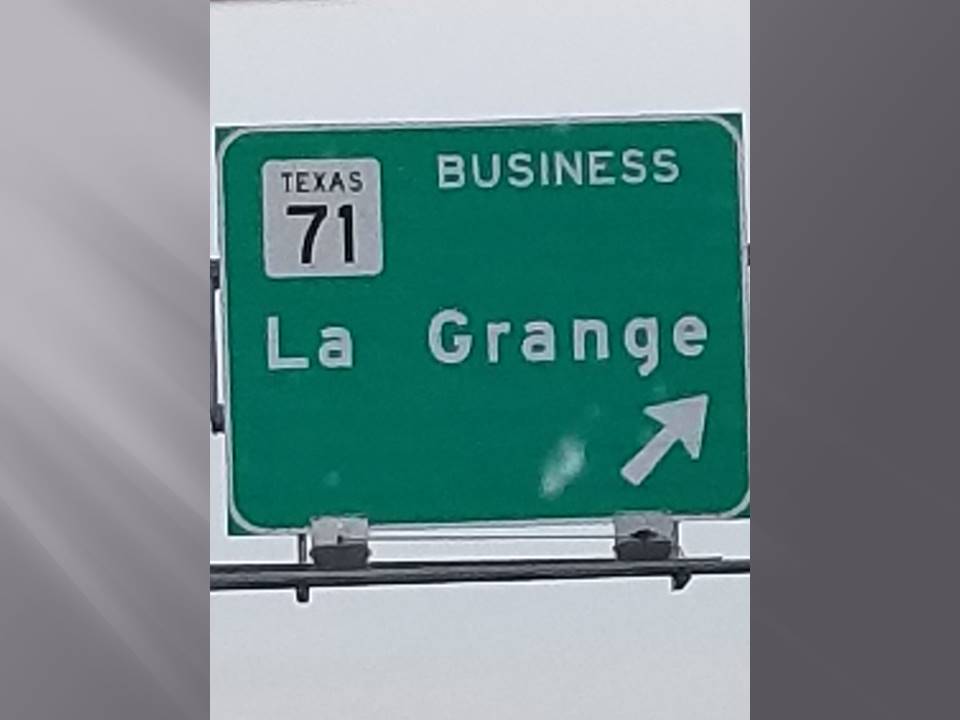 BUSINESS
TEXAS
71
La Grange